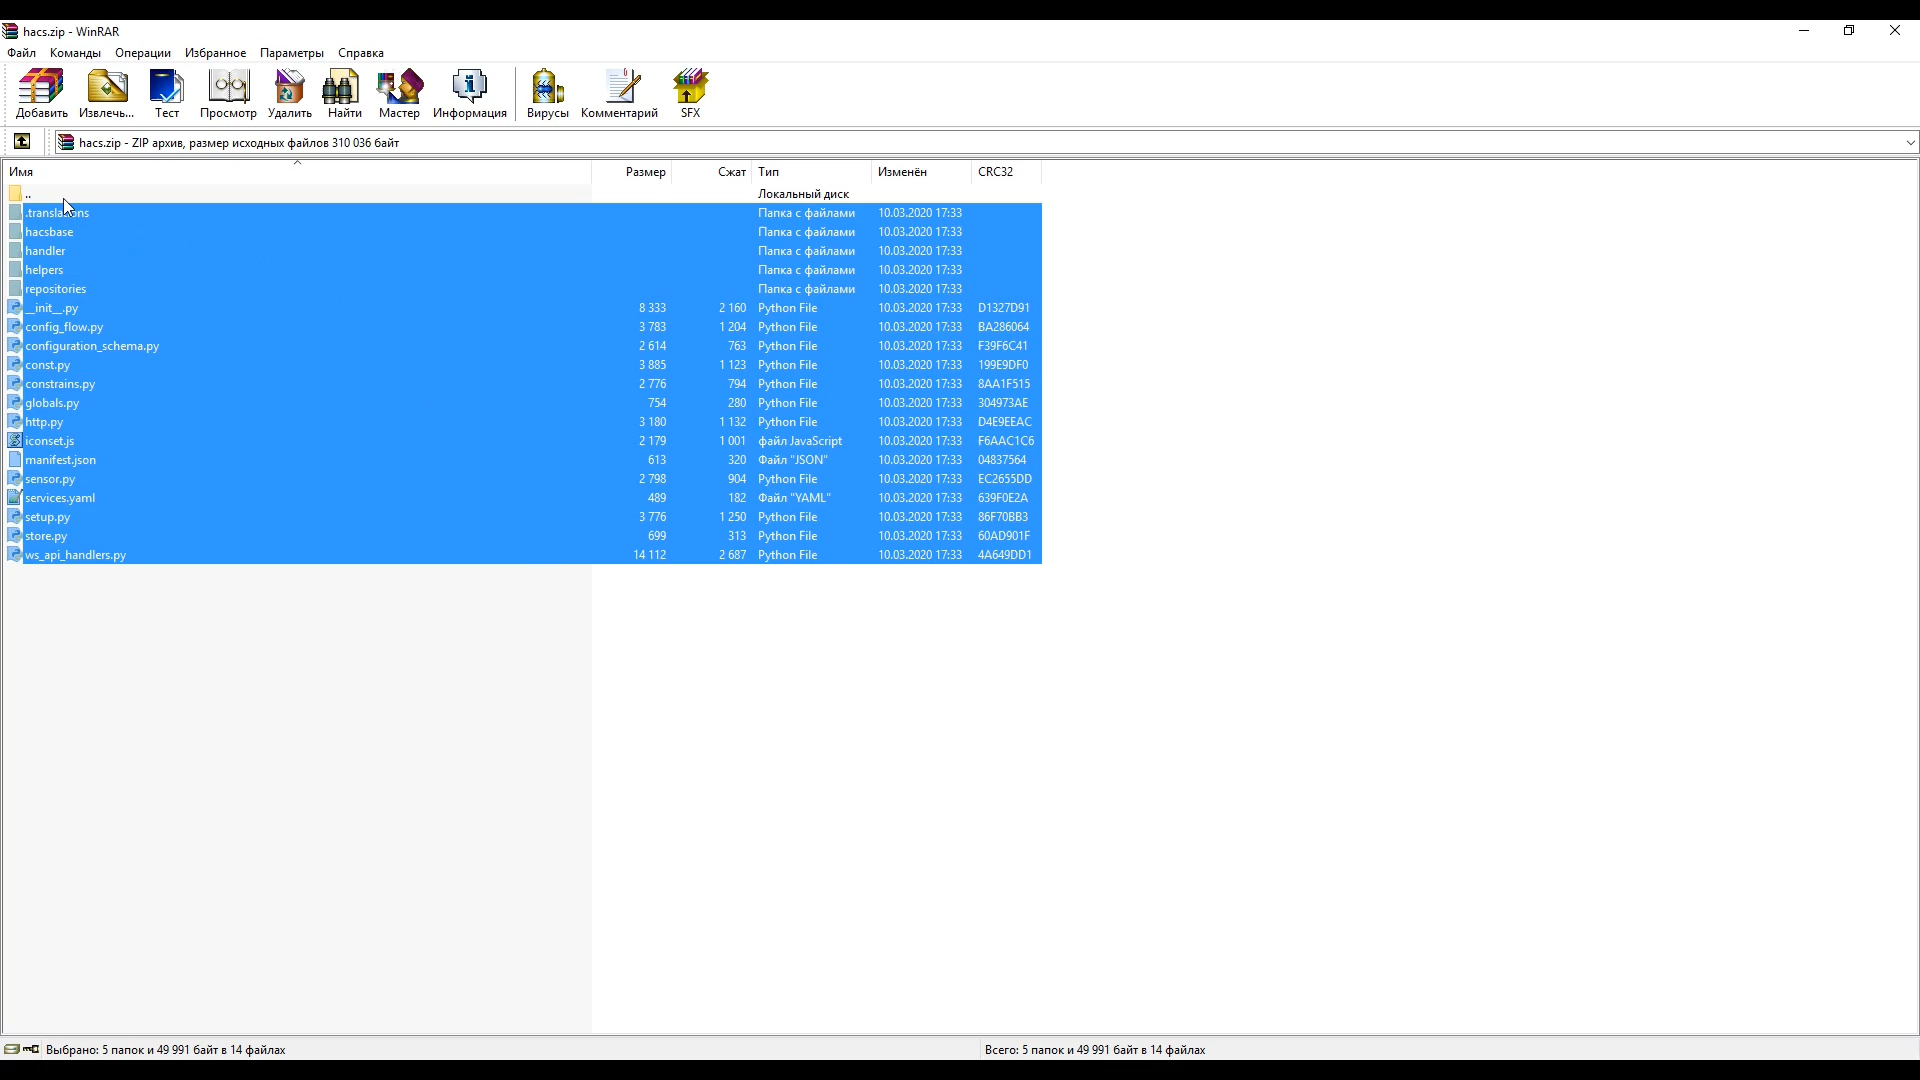 hacs.zip - WinRAR
Файл Команды Операции Избранное Параметры Справка
Добавить Извлечь... Тест Просмотр Удалить Найти Мастер Информация Вирусы Комментарий SFX
hacs.zip - ZIP архив, размер исходных файлов 310 036 байт
Имя Размер Сжат Тип Изменён CRC32
.. Локальный диск
.translations Папка с файлами 10.03.2020 17:33
hacsbase Папка с файлами 10.03.2020 17:33
handler Папка с файлами 10.03.2020 17:33
helpers Папка с файлами 10.03.2020 17:33
repositories Папка с файлами 10.03.2020 17:33
__init__.py 8 333 2 160 Python File 10.03.2020 17:33 D1327D91
config_flow.py 3 783 1 204 Python File 10.03.2020 17:33 BA286064
configuration_schema.py 2 614 763 Python File 10.03.2020 17:33 F39F6C41
const.py 3 885 1 123 Python File 10.03.2020 17:33 199E9DF0
constrains.py 2 776 794 Python File 10.03.2020 17:33 8AA1F515
globals.py 754 280 Python File 10.03.2020 17:33 304973AE
http.py 3 180 1 132 Python File 10.03.2020 17:33 D4E9EEAC
iconset.js 2 179 1 001 файл JavaScript 10.03.2020 17:33 F6AAC1C6
manifest.json 613 320 Файл "JSON" 10.03.2020 17:33 04837564
sensor.py 2 798 904 Python File 10.03.2020 17:33 EC2655DD
services.yaml 489 182 Файл "YAML" 10.03.2020 17:33 639F0E2A
setup.py 3 776 1 250 Python File 10.03.2020 17:33 86F70BB3
store.py 699 313 Python File 10.03.2020 17:33 60AD901F
ws_api_handlers.py 14 112 2 687 Python File 10.03.2020 17:33 4A649DD1
Выбрано: 5 папок и 49 991 байт в 14 файлах Всего: 5 папок и 49 991 байт в 14 файлах